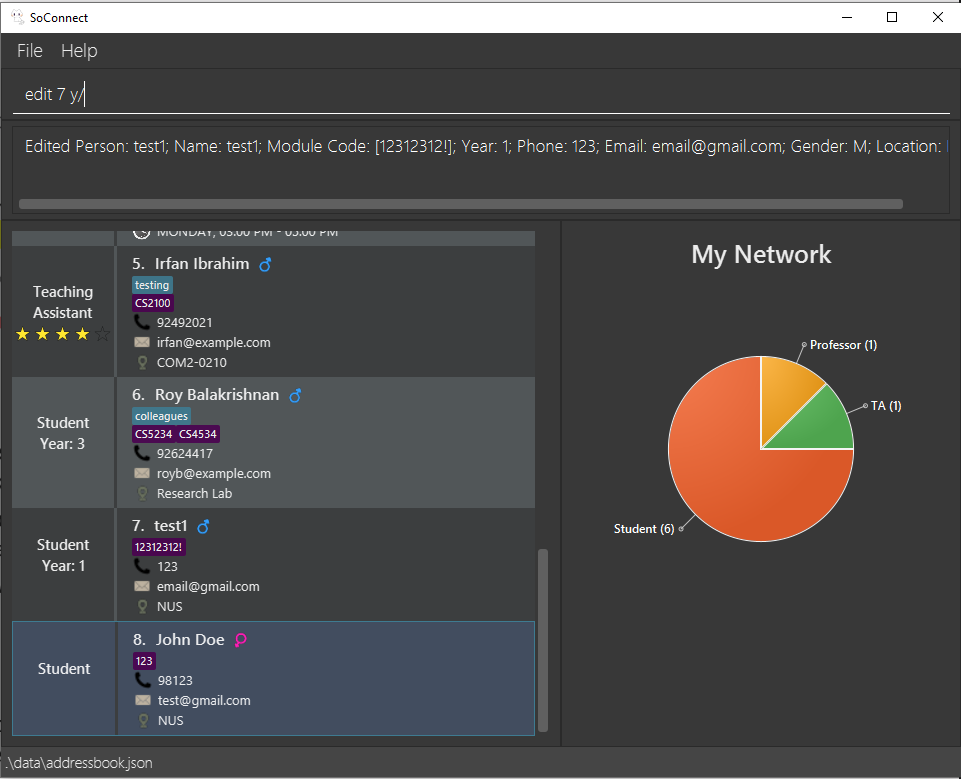 SoConnect
File Help
edit 7 y/
Edited Person: test1; Name: test1; Module Code: [12312312!]; Year: 1; Phone: 123; Email: email@gmail.com; Gender: M; Location:
MONDAY, 03:00 PM - 05:00 PM
Teaching
Assistant
5. Irfan Ibrahim
testing
CS2100
92492021
irfan@example.com
COM2-0210
Student
Year: 3
6. Roy Balakrishnan
colleagues
CS5234 CS4534
92624417
royb@example.com
Research Lab
Student
Year: 1
7. test1
12312312!
123
email@gmail.com
NUS
Student
8. John Doe
123
98123
test@gmail.com
NUS
My Network
Professor (1)
TA (1)
Student (6)
.\data\addressbook.json